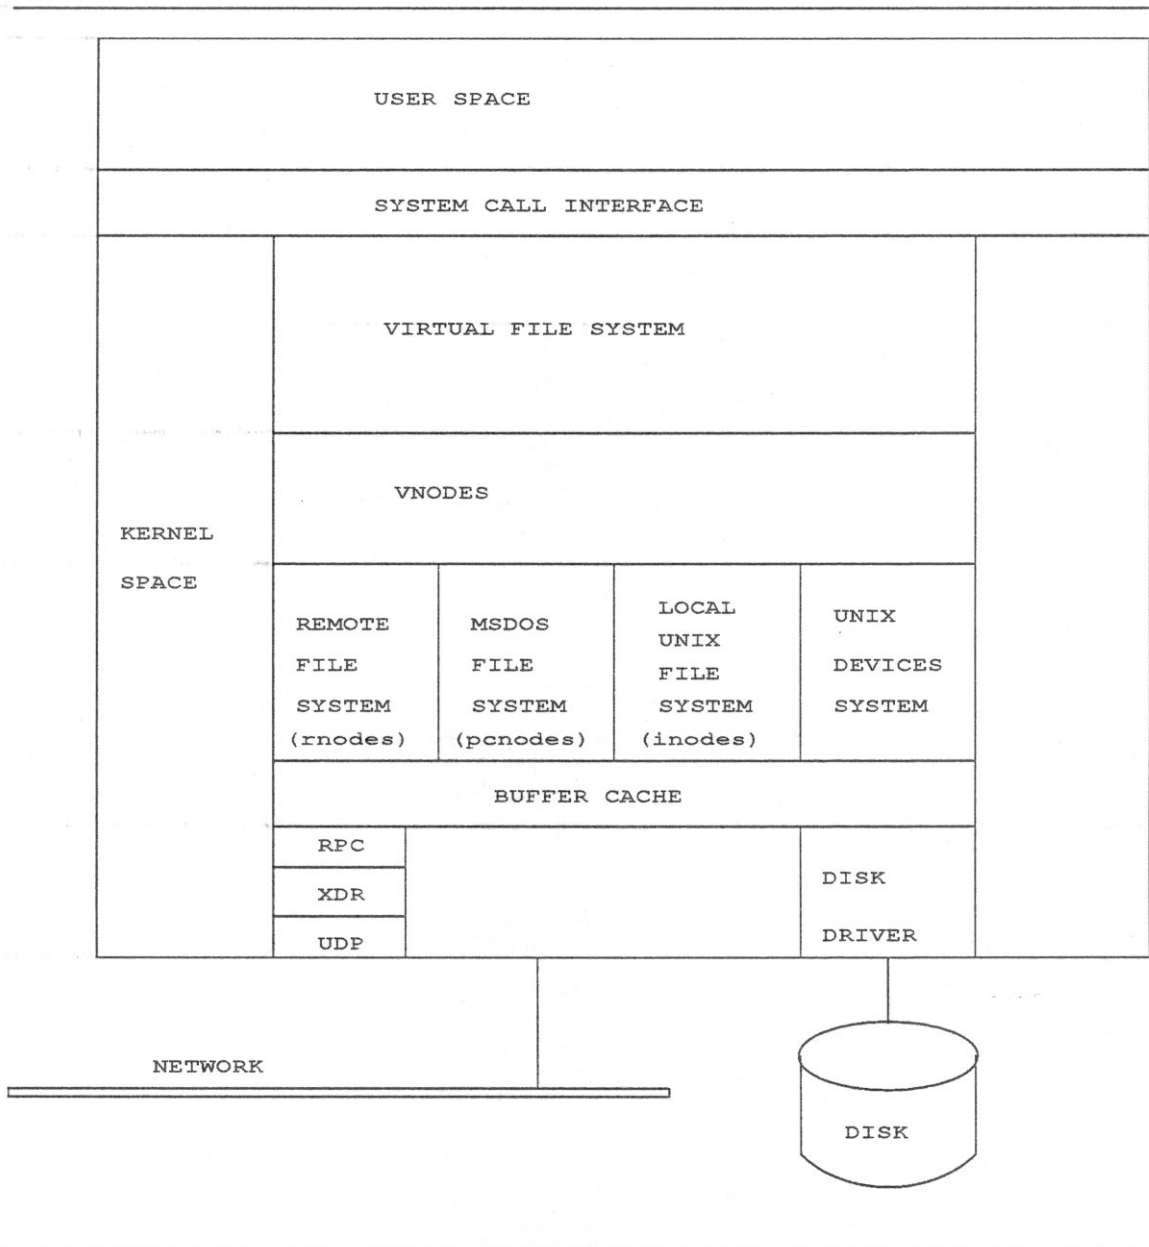 USER SPACE
SYSTEM CALL INTERFACE
VIRTUAL FILE SYSTEM
VNODES
KERNEL
SPACE
REMOTE
FILE
SYSTEM
(rnodes)
MSDOS
FILE
SYSTEM
(pcnodes)
LOCAL
UNIX
FILE
SYSTEM
(inodes)
UNIX
DEVICES
SYSTEM
BUFFER CACHE
RPC
XDR
UDP
DISK
DRIVER
NETWORK
DISK